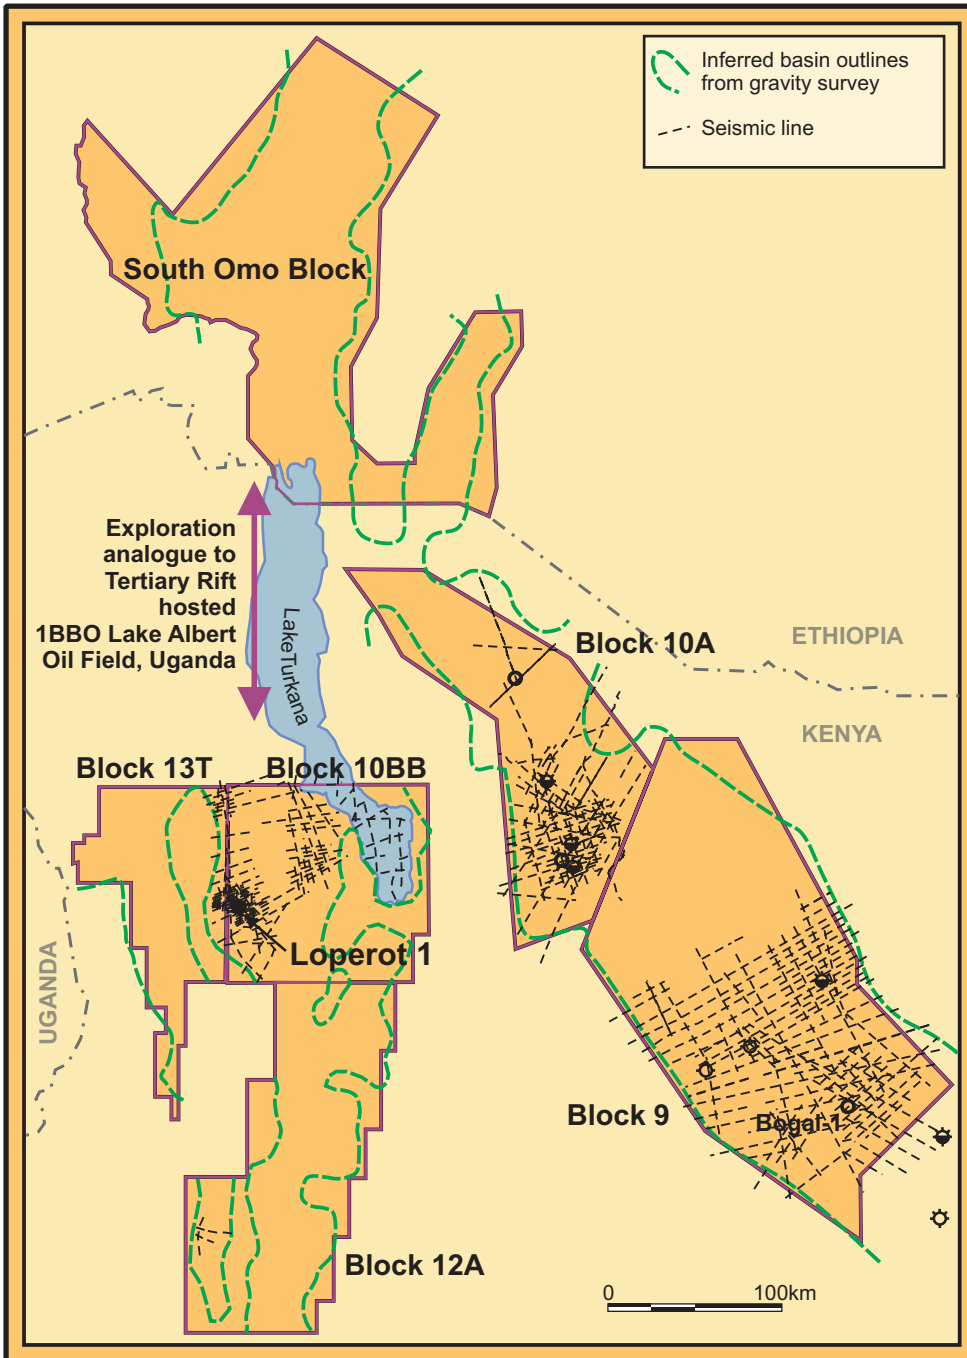 Inferred basin outlines
from gravity survey
Seismic line
South Omo Block
Exploration
analogue to
Tertiary Rift
hosted
1BBO Lake Albert
Oil Field, Uganda
Lake Turkana
Block 10A
ETHIOPIA
KENYA
Block 13T
Block 10BB
Loperot 1
UGANDA
Block 9
Bogal-1
Block 12A
0
100km